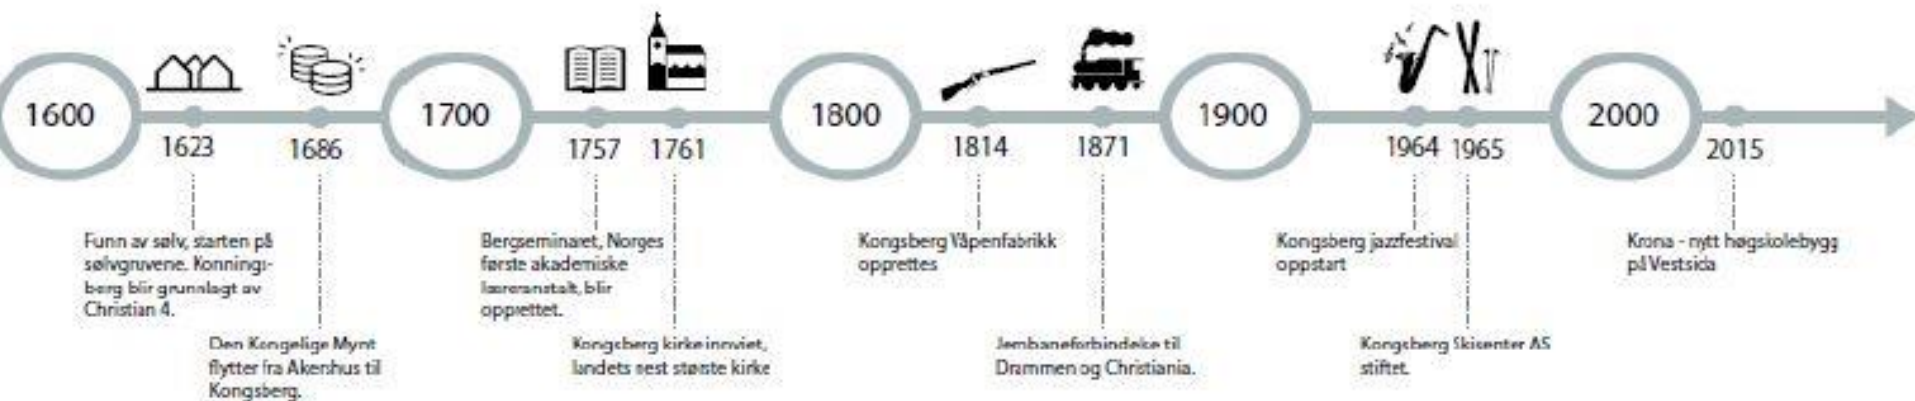 1600
1623
1686
1700
1757
1761
1800
1814
1871
1900
1964
1965
2000
2015
Funn av sølv, starten på
sølvgruvene. Konnings-
berg blir grunnlagt av
Christian 4.
Den Kongelige Mynt
flytter fra Akershus til
Kongsberg.
Bergseminaret, Norges
første akademiske
læreranstalt, blir
opprettet.
Kongsberg kirke innviet,
landets nest største kirke
Kongsberg Våpenfabrikk
opprettes
Jernbaneforbindelse til
Drammen og Christiania.
Kongsberg jazzfestival
oppstart
Kongsberg Skisenter AS
stiftet.
Krona - nytt høgskolebygg
på Vestsida